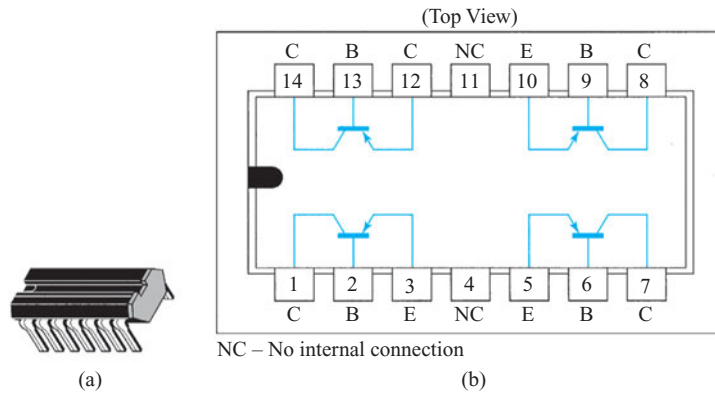 (Top View)
C B C NC E B C
14 13 12 11 10 9 8
1 2 3 4 5 6 7
C B E NC E B C
NC – No internal connection
(a) (b)